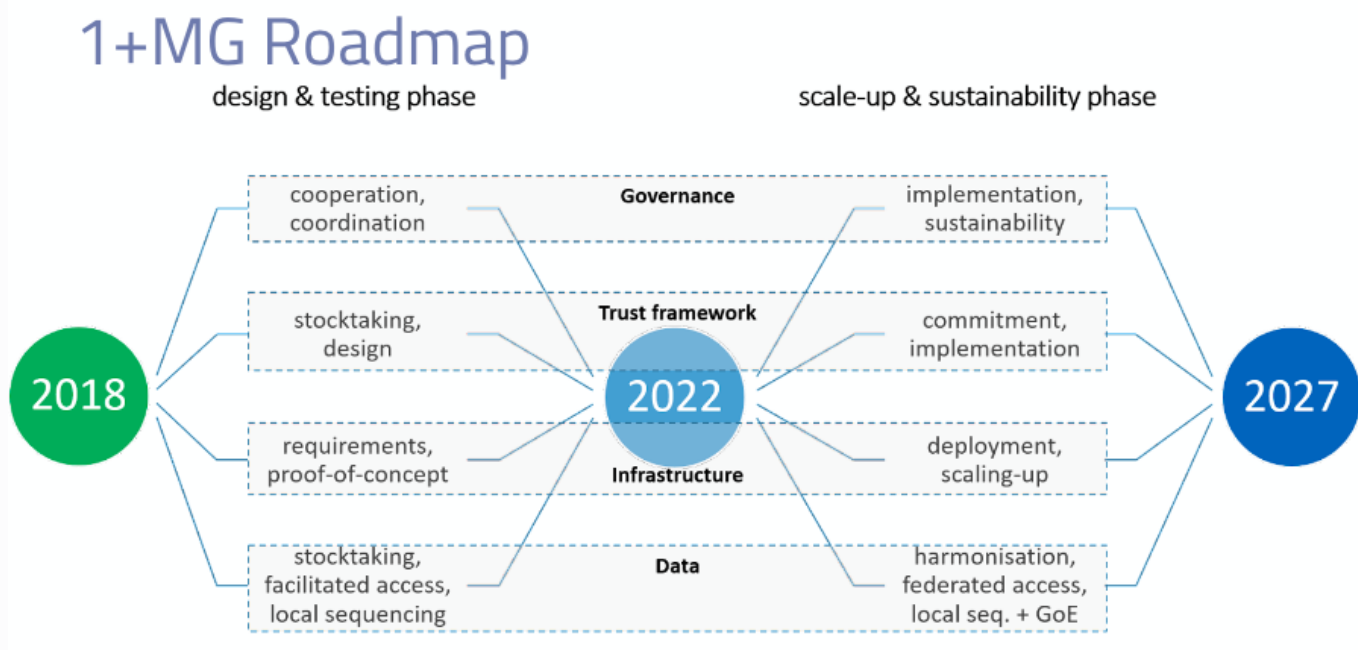 1+MG Roadmap
design & testing phase
scale-up & sustainability phase
cooperation,
coordination
Governance
implementation,
sustainability
stocktaking,
design
Trust framework
commitment,
implementation
2018
2022
2027
requirements,
proof-of-concept
Infrastructure
deployment,
scaling-up
stocktaking,
facilitated access,
local sequencing
Data
harmonisation,
federated access,
local seq. + GoE